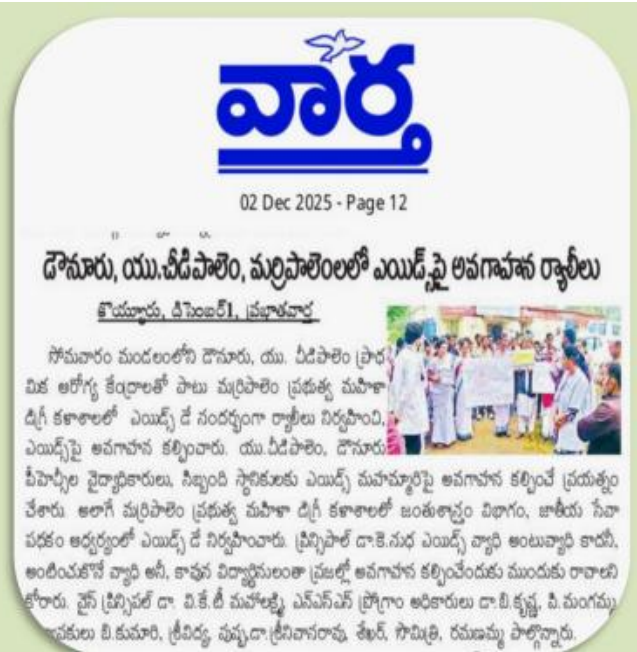 వార్త
02 Dec 2025 - Page 12
డౌనూరు, యు.చీడిపాలెం, మర్రిపాలెంలలో ఎయిడ్స్‌పై అవగాహన ర్యాలీలు
కొయ్యూరు, డిసెంబర్1, ప్రభాతవార్త
సోమవారం మండలంలోని డౌనూరు, యు. చీడిపాలెం ప్రాథ
మిక ఆరోగ్య కేంద్రాలతో పాటు మర్రిపాలెం ప్రభుత్వ మహిళా
డిగ్రీ కళాశాలలో ఎయిడ్స్ డే సందర్భంగా ర్యాలీలు నిర్వహించి,
ఎయిడ్స్‌పై అవగాహన కల్పించారు. యు.చీడిపాలెం, డౌనూరు
పీహెచ్సీల వైద్యాధికారులు, సిబ్బంది స్థానికులకు ఎయిడ్స్ మహమ్మారిపై అవగాహన కల్పించే ప్రయత్నం
చేశారు. అలాగే మర్రిపాలెం ప్రభుత్వ మహిళా డిగ్రీ కళాశాలలో జంతుశాస్త్రం విభాగం, జాతీయ సేవా
పథకం ఆధ్వర్యంలో ఎయిడ్స్ డే నిర్వహించారు. ప్రిన్సిపాల్ డా.కె.సుధ ఎయిడ్స్ వ్యాధి అంటువ్యాధి కాదనీ,
అంటించుకొనే వ్యాధి అనీ, కావున విద్యార్థినులంతా ప్రజల్లో అవగాహన కల్పించేందుకు ముందుకు రావాలని
కోరారు. వైస్ ప్రిన్సిపల్ డా. వి.కే.టీ మహాలక్ష్మి, ఎన్ఎస్ఎస్ ప్రోగ్రాం అధికారులు డా.బి.కృష్ణ, పి.మంగమ్మ,
బి.కుమారి, శ్రీవిద్య, పుష్ప,డా.శ్రీనివాసరావు, శేఖర్, సౌమిత్రి, రమణమ్మ పాల్గొన్నారు.